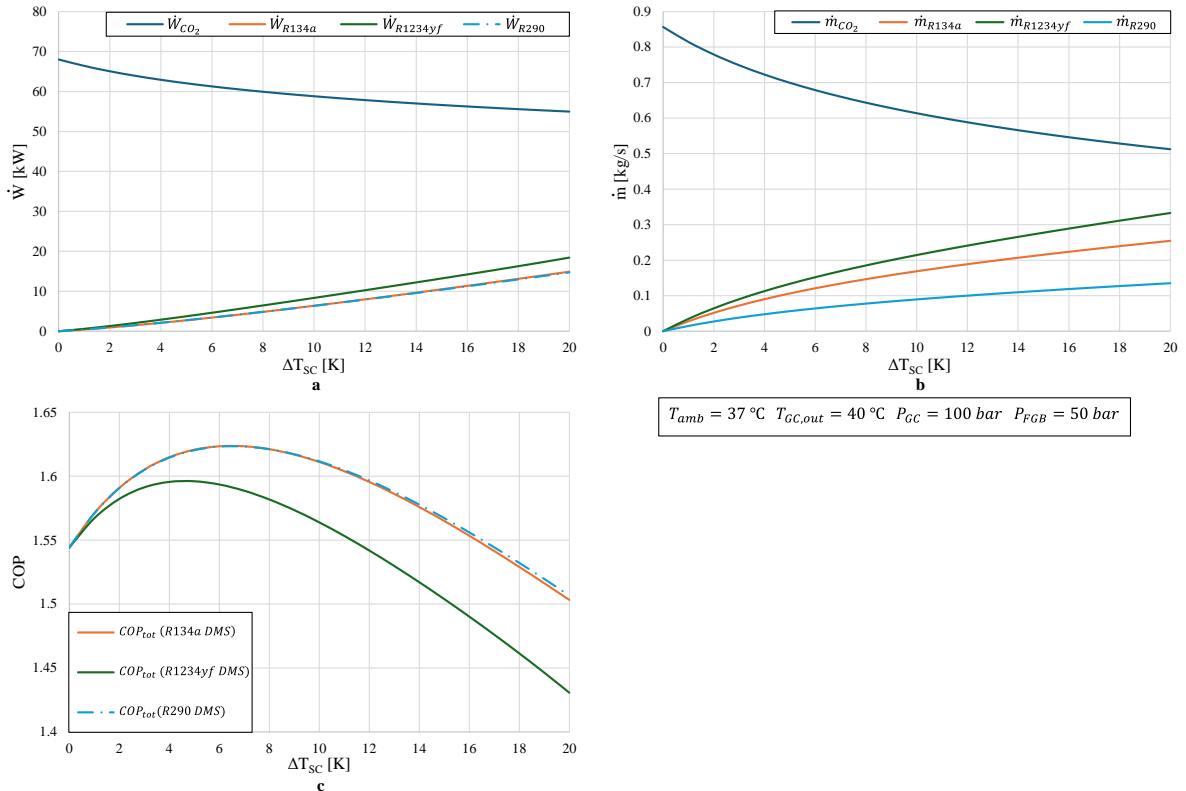 Ẇ_CO₂ Ẇ_R134a Ẇ_R1234yf Ẇ_R290
80
70
60
50
40
30
20
10
0
Ẇ [kW]
0 2 4 6 8 10 12 14 16 18 20
ΔT_SC [K]
a
ṁ_CO₂ ṁ_R134a ṁ_R1234yf ṁ_R290
0.9
0.8
0.7
0.6
0.5
0.4
0.3
0.2
0.1
0
ṁ [kg/s]
0 2 4 6 8 10 12 14 16 18 20
ΔT_SC [K]
b
T_amb = 37 °C T_GC,out = 40 °C P_GC = 100 bar P_FGB = 50 bar
1.65
1.6
1.55
1.5
1.45
1.4
COP
COP_tot (R134a DMS)
COP_tot (R1234yf DMS)
COP_tot(R290 DMS)
0 2 4 6 8 10 12 14 16 18 20
ΔT_SC [K]
c